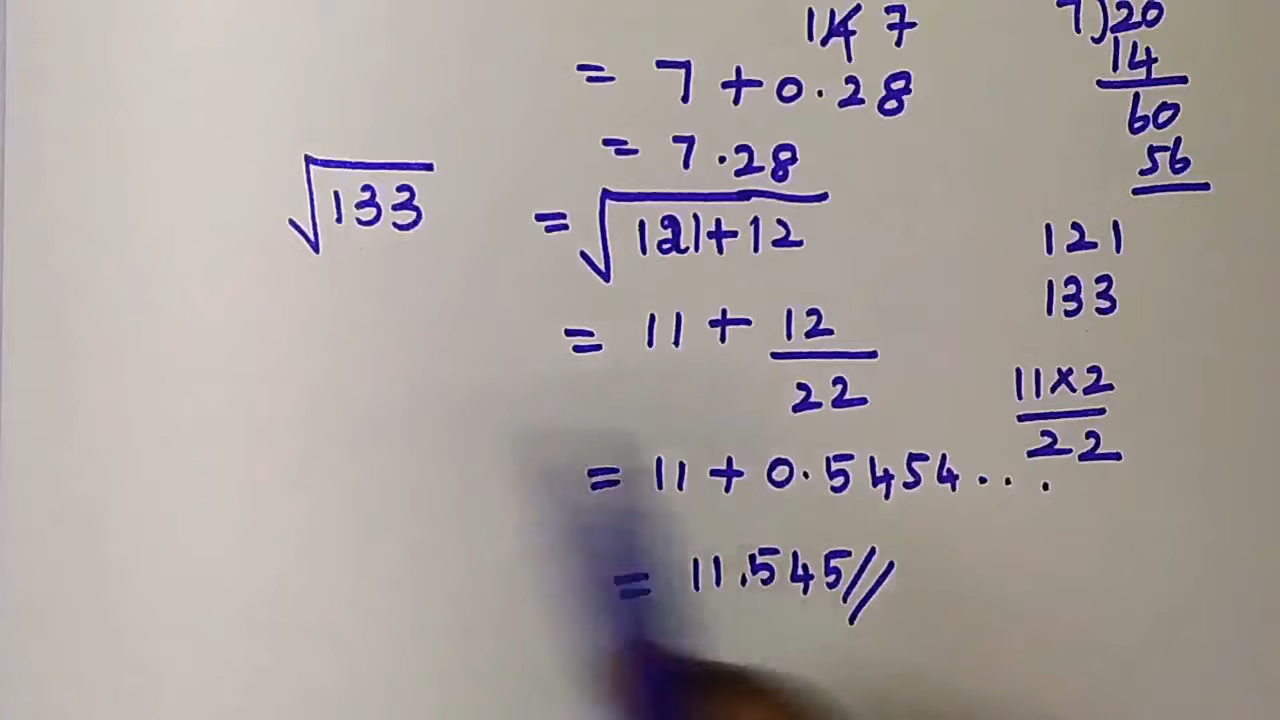 14 7
= 7 + 0.28
= 7.28
7)20
14
60
56
√133 = √121+12
= 11 + 12/22
= 11 + 0.5454...
= 11.545//
121
133
11×2
22